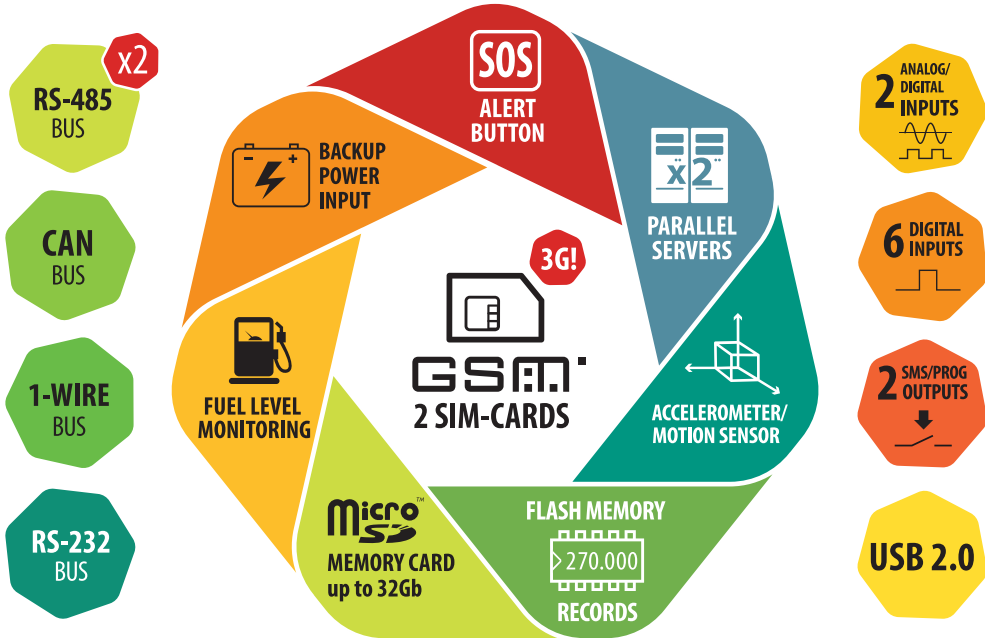 x2
RS-485
BUS
CAN
BUS
1-WIRE
BUS
RS-232
BUS
SOS
ALERT
BUTTON
BACKUP
POWER
INPUT
x2
PARALLEL
SERVERS
3G!
GSM
2 SIM-CARDS
FUEL LEVEL
MONITORING
ACCELEROMETER/
MOTION SENSOR
Micro™
SD
MEMORY CARD
up to 32Gb
FLASH MEMORY
270.000
RECORDS
2 ANALOG/
DIGITAL
INPUTS
6 DIGITAL
INPUTS
2 SMS/PROG
OUTPUTS
USB 2.0